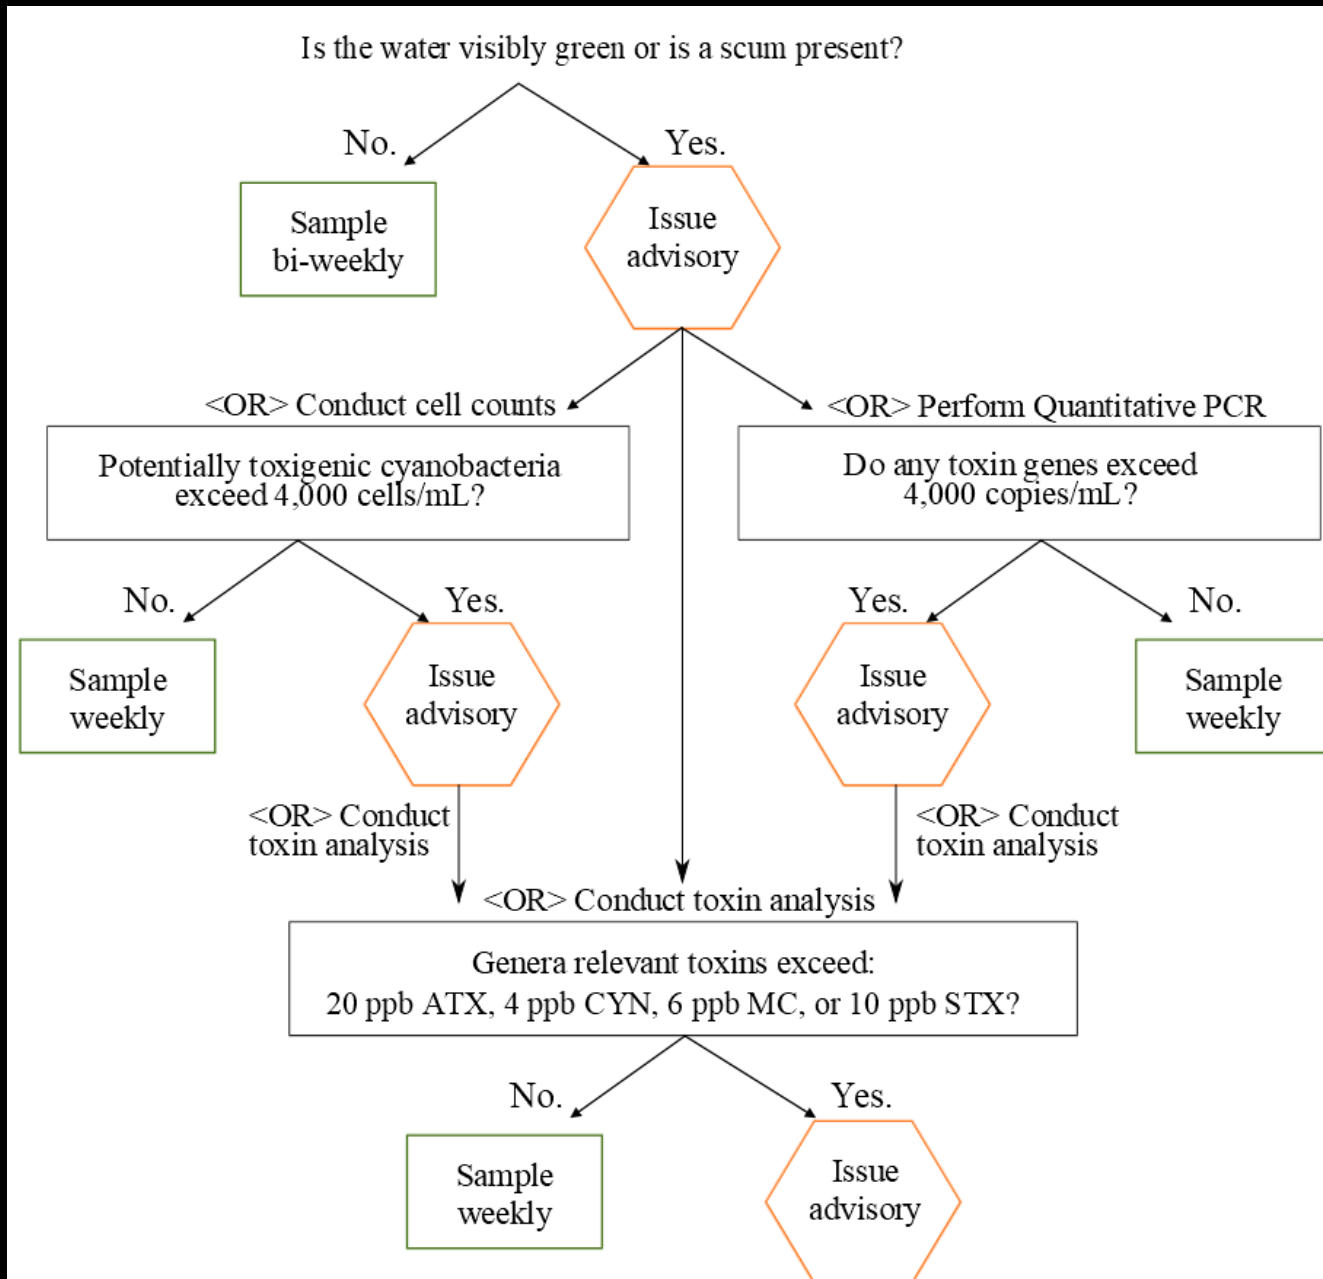 Is the water visibly green or is a scum present?
No.
Yes.
Sample
bi-weekly
Issue
advisory
<OR> Conduct cell counts
<OR> Perform Quantitative PCR
Potentially toxigenic cyanobacteria
exceed 4,000 cells/mL?
Do any toxin genes exceed
4,000 copies/mL?
No.
Yes.
Yes.
No.
Sample
weekly
Issue
advisory
Issue
advisory
Sample
weekly
<OR> Conduct
toxin analysis
<OR> Conduct
toxin analysis
<OR> Conduct toxin analysis
Genera relevant toxins exceed:
20 ppb ATX, 4 ppb CYN, 6 ppb MC, or 10 ppb STX?
No.
Yes.
Sample
weekly
Issue
advisory